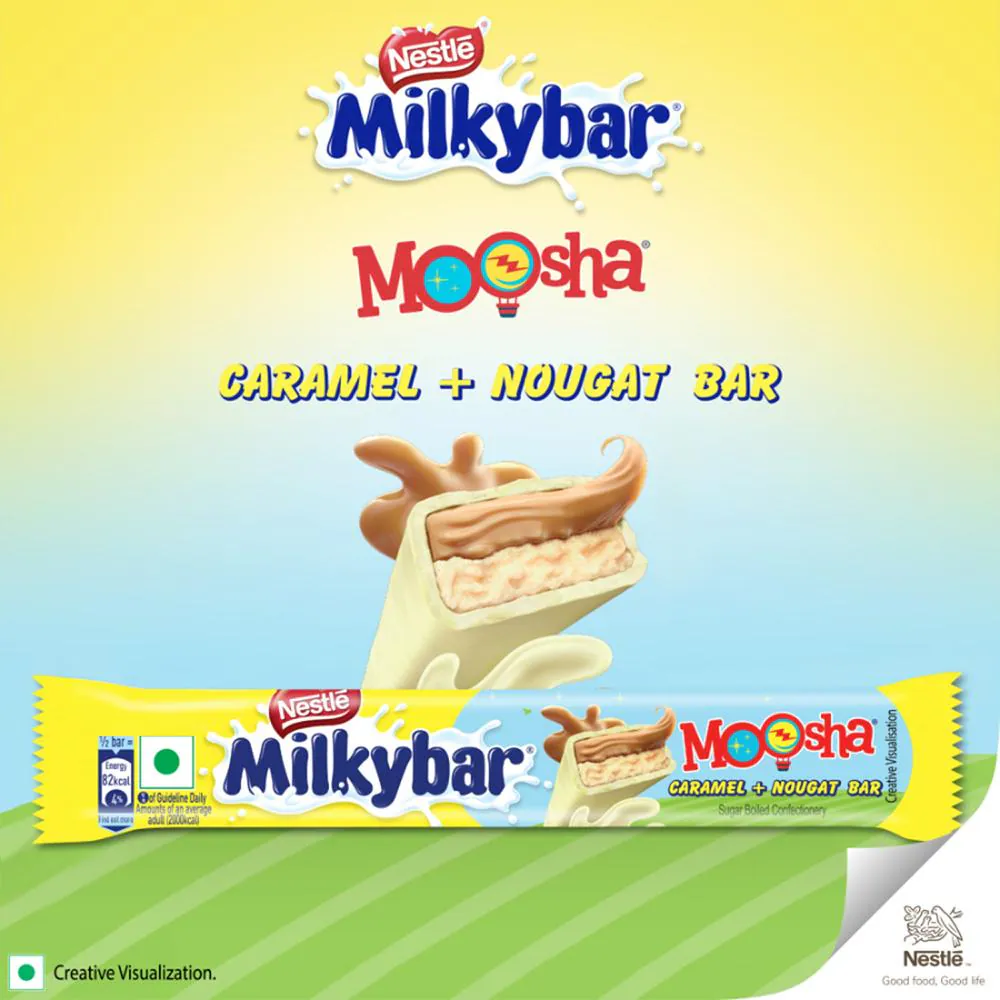 Nestlé
Milkybar®
MOOsha®
CARAMEL + NOUGAT BAR
Nestlé
Milkybar®
MOOsha®
CARAMEL + NOUGAT BAR
Sugar Boiled Confectionery
Creative Visualisation
½ bar =
Energy
82kcal
4%
Find out more
of Guideline Daily
Amounts of an average
adult (2000kcal)
Creative Visualization.
Nestlé
Good food, Good life